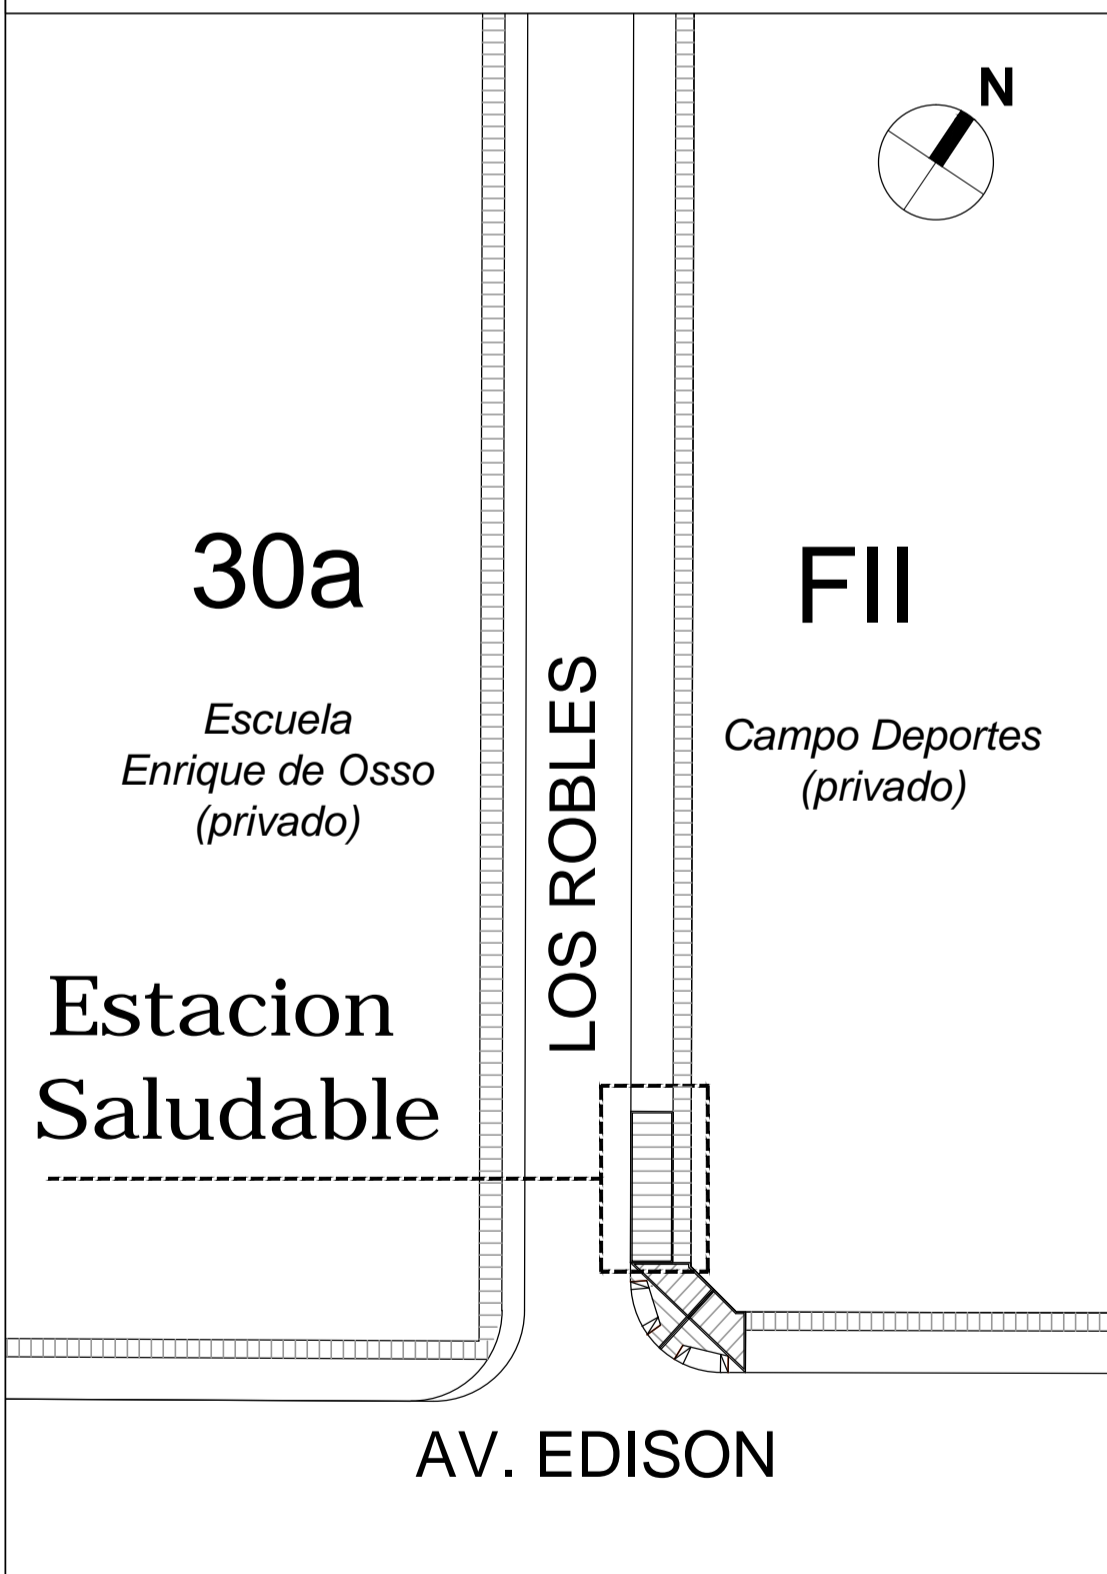 N
30a
FII
Escuela
Enrique de Osso
(privado)
Campo Deportes
(privado)
LOS ROBLES
Estacion
Saludable
AV. EDISON